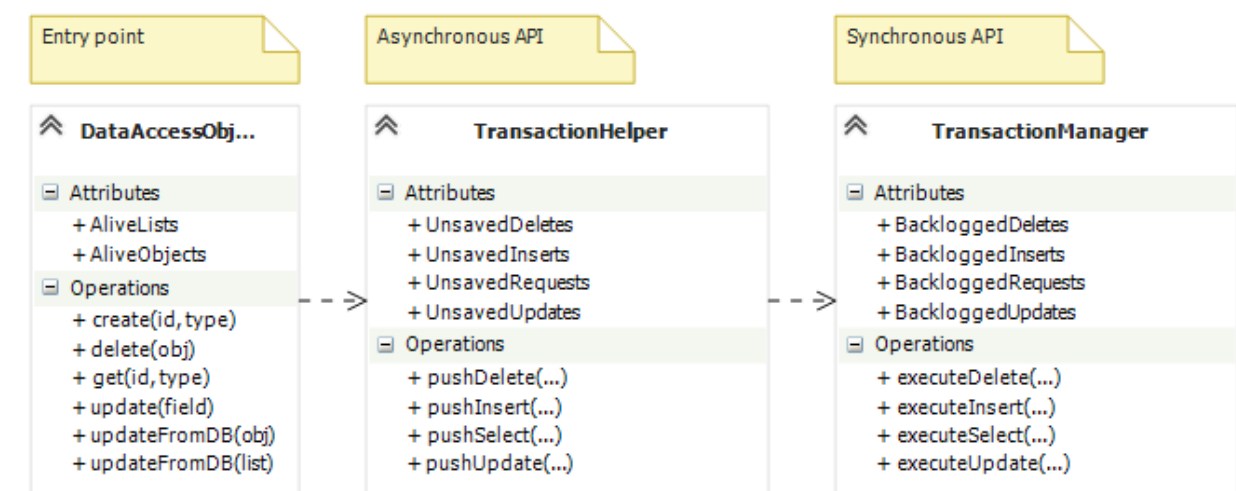 Entry point
DataAccessObj...
Attributes
+ AliveLists
+ AliveObjects
Operations
+ create(id,type)
+ delete(obj)
+ get(id,type)
+ update(field)
+ updateFromDB(obj)
+ updateFromDB(list)
Asynchronous API
TransactionHelper
Attributes
+ UnsavedDeletes
+ UnsavedInserts
+ UnsavedRequests
+ UnsavedUpdates
Operations
+ pushDelete(...)
+ pushInsert(...)
+ pushSelect(...)
+ pushUpdate(...)
Synchronous API
TransactionManager
Attributes
+ BackloggedDeletes
+ BackloggedInserts
+ BackloggedRequests
+ BackloggedUpdates
Operations
+ executeDelete(...)
+ executeInsert(...)
+ executeSelect(...)
+ executeUpdate(...)